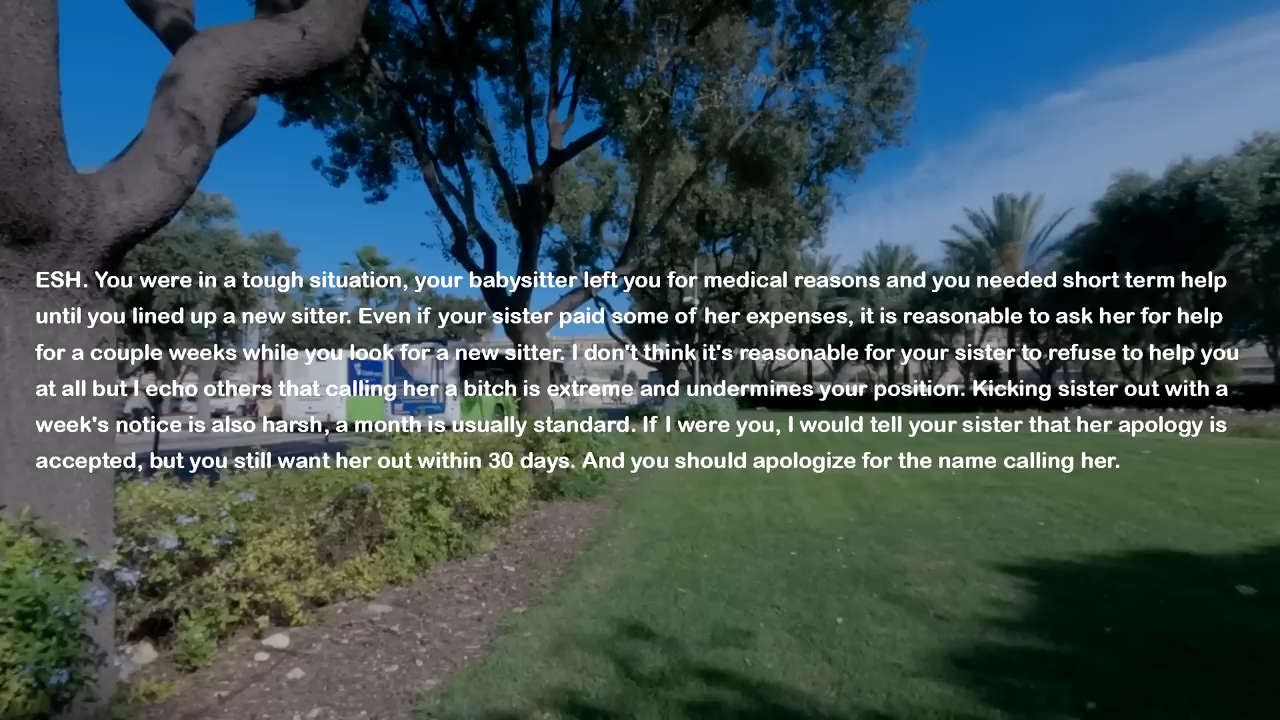 ESH. You were in a tough situation, your babysitter left you for medical reasons and you needed short term help
until you lined up a new sitter. Even if your sister paid some of her expenses, it is reasonable to ask her for help
for a couple weeks while you look for a new sitter. I don't think it's reasonable for your sister to refuse to help you
at all but I echo others that calling her a bitch is extreme and undermines your position. Kicking sister out with a
week's notice is also harsh, a month is usually standard. If I were you, I would tell your sister that her apology is
accepted, but you still want her out within 30 days. And you should apologize for the name calling her.